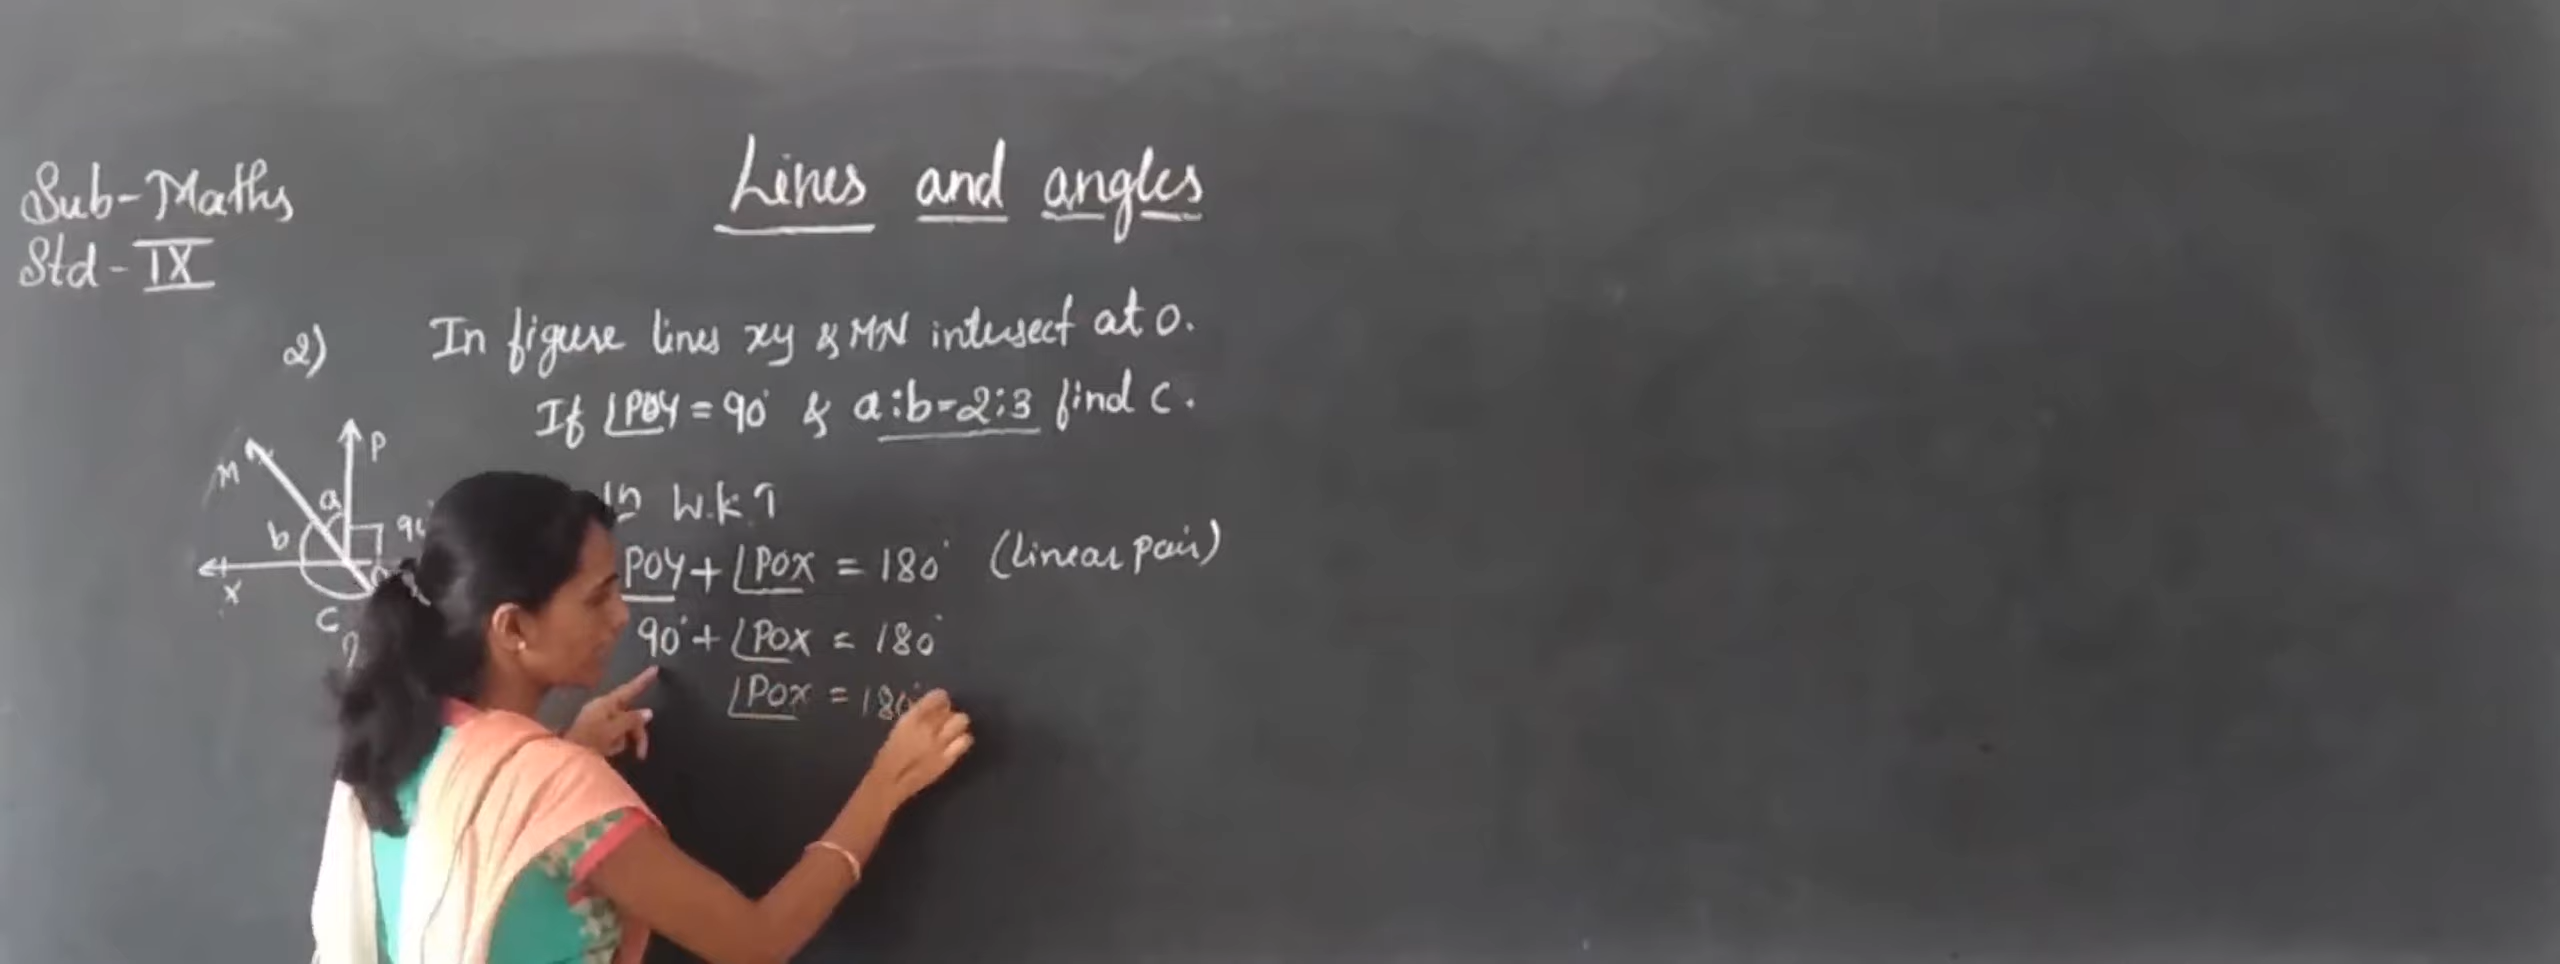 Sub-Maths
Std-IX
Lines and angles
2) In figure lines xy & MN intersect at O.
If ∠POY = 90° & a:b=2:3 find c.
M
P
a
b
X
C
W.K.T
POY + ∠POX = 180° (Linear pair)
90° + ∠POX = 180°
∠POX = 180°